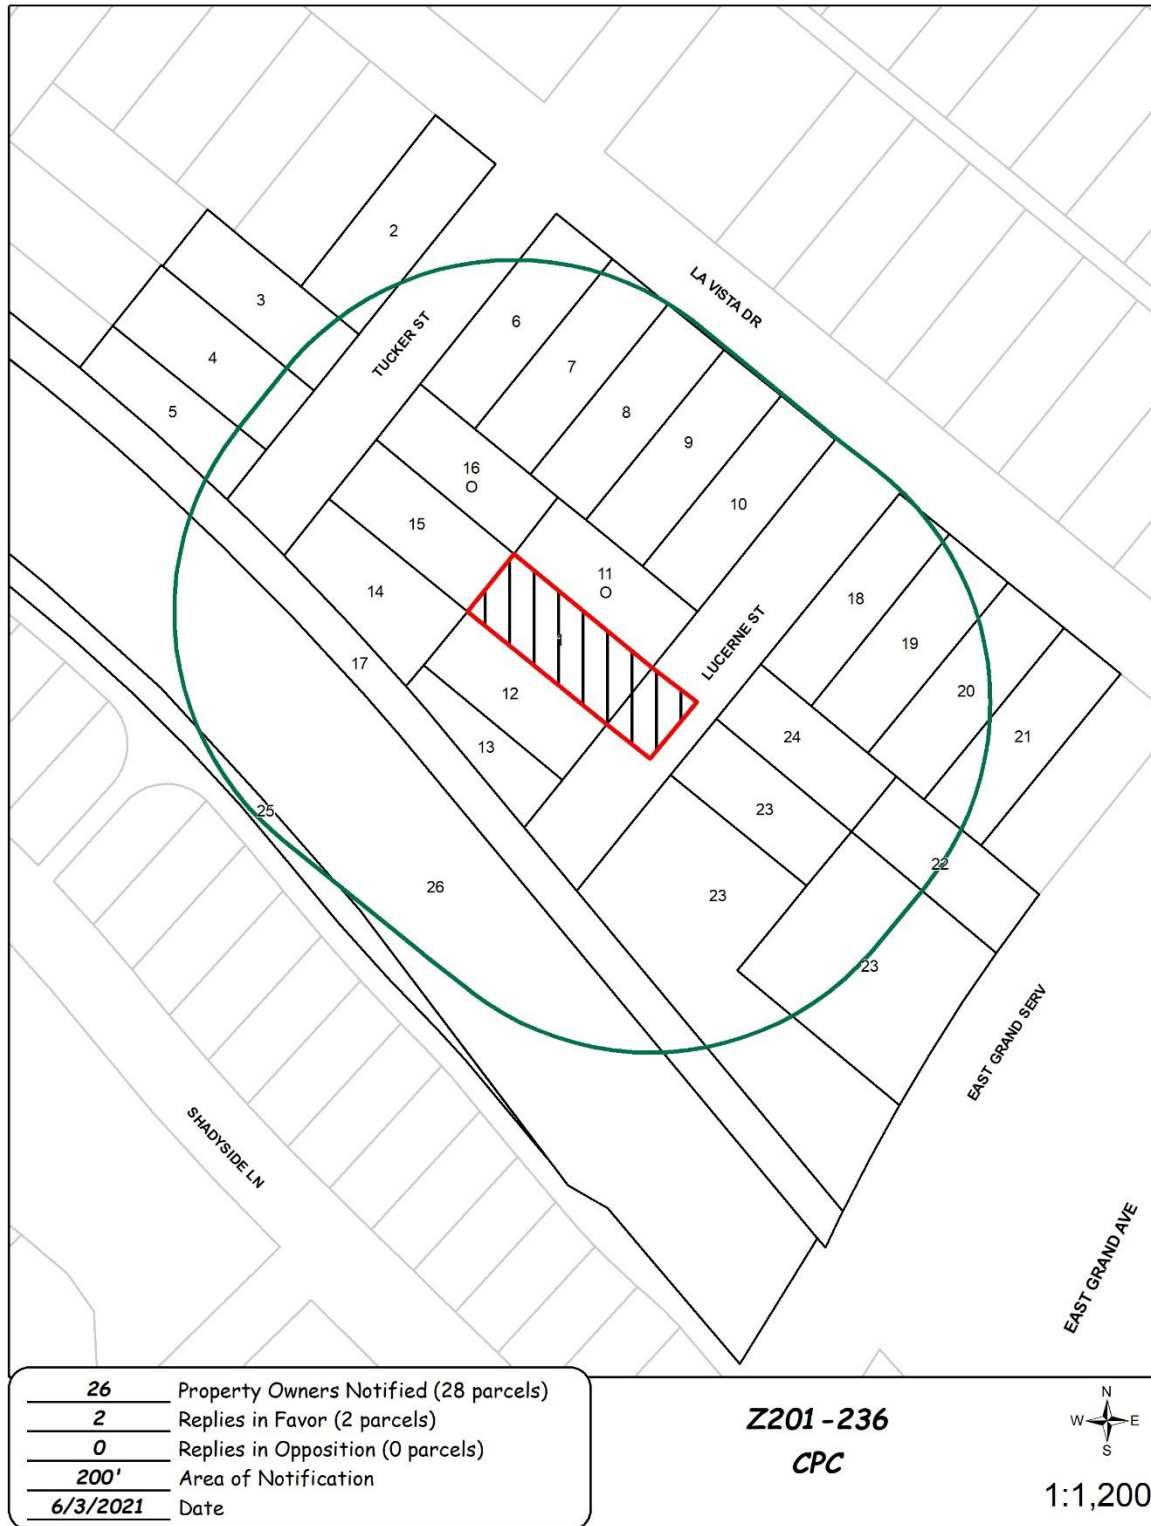 2
3
4
5
TUCKER ST
LA VISTA DR
6
7
8
9
10
16
O
15
14
11
O
1
12
13
17
LUCERNE ST
18
19
20
21
24
23
22
23
23
25
26
SHADYSIDE LN
EAST GRAND SERV
EAST GRAND AVE
26 Property Owners Notified (28 parcels)
2 Replies in Favor (2 parcels)
0 Replies in Opposition (0 parcels)
200' Area of Notification
6/3/2021 Date
Z201-236
CPC
N
W E
S
1:1,200